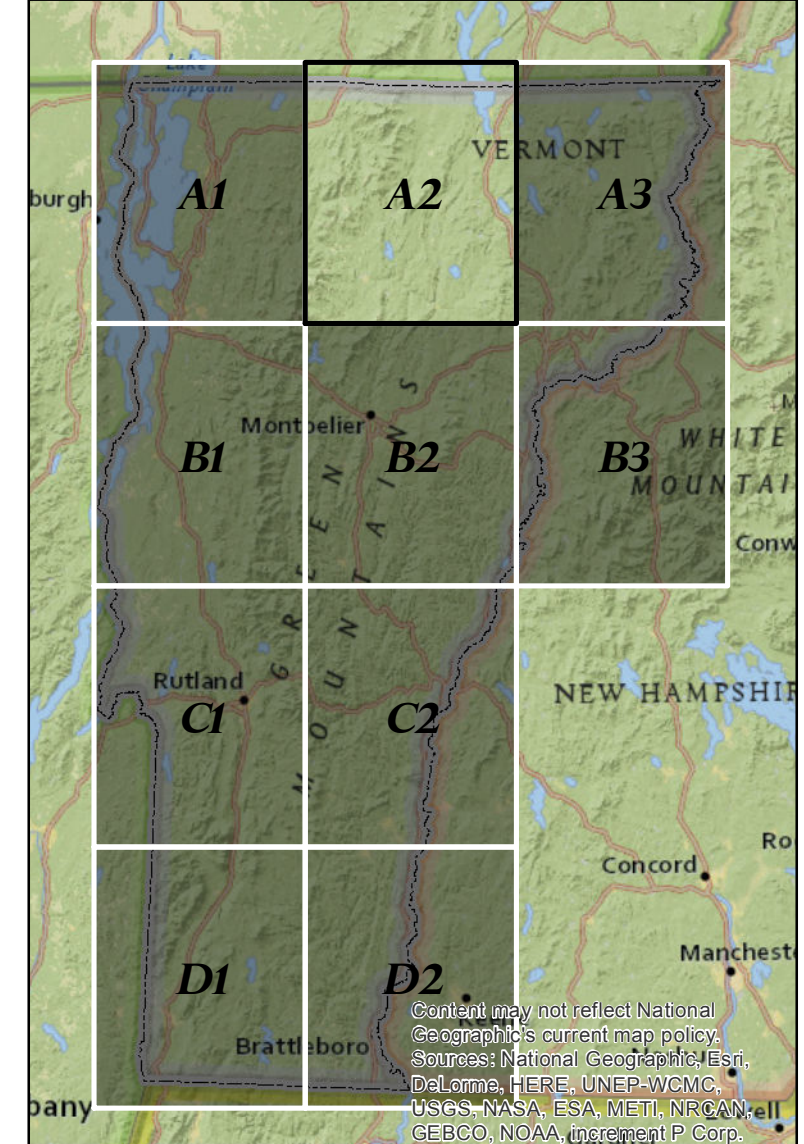 Lake
Champlain
VERMONT
burgh
A1
A2
A3
Montpelier
B1
B2
B3
WHITE
MOUNTAI
Conw
GREEN
MOUNTAINS
Rutland
C1
C2
NEW HAMPSHIR
Concord
Ro
Manchest
D1
D2
Brattleboro
bany
Content may not reflect National
Geographic's current map policy.
Sources: National Geographic, Esri,
DeLorme, HERE, UNEP-WCMC,
USGS, NASA, ESA, METI, NRCAN,
GEBCO, NOAA, increment P Corp.